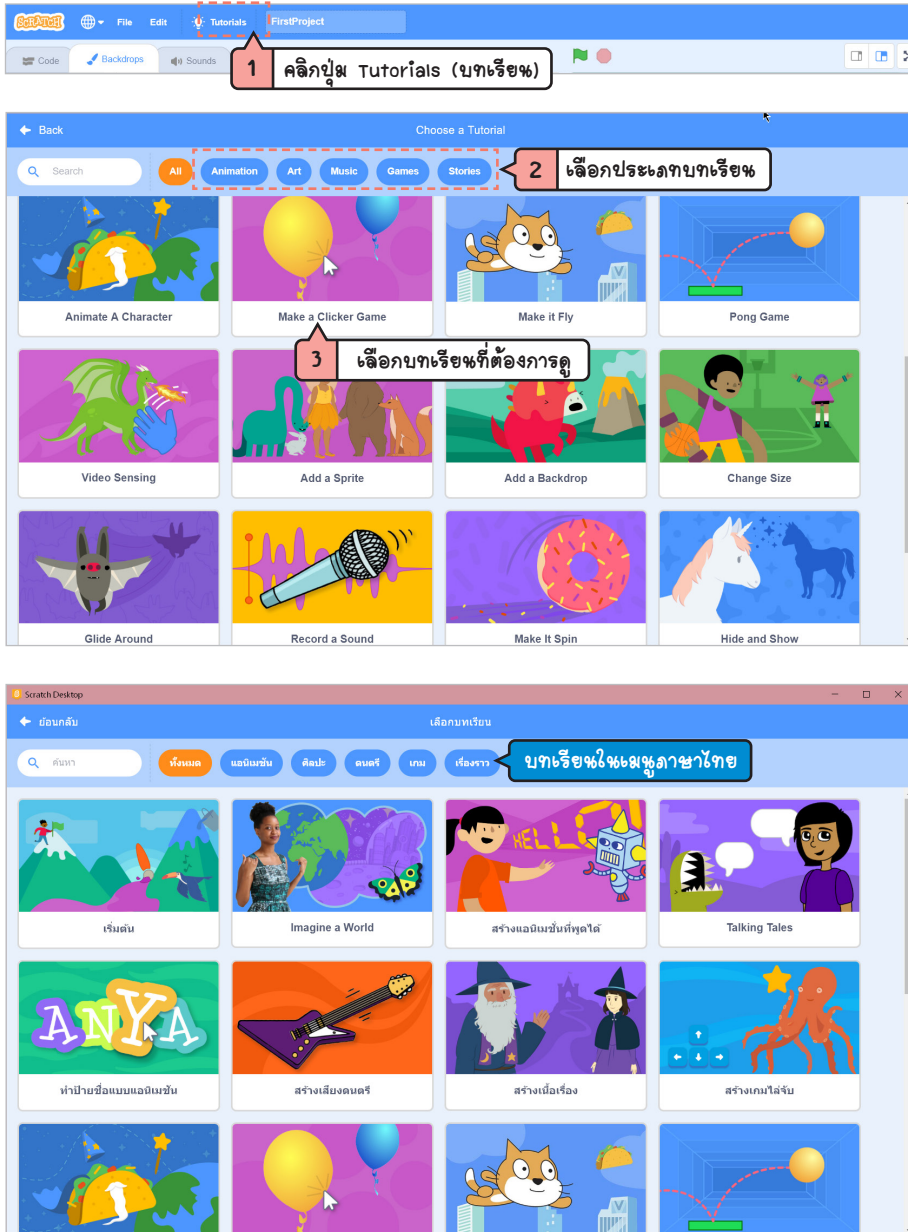 SCRATCH File Edit Tutorials FirstProject
Code Backdrops Sounds
1 คลิกปุ่ม Tutorials (บทเรียน)
Back Choose a Tutorial
Search All Animation Art Music Games Stories
2 เลือกประเภทบทเรียน
Animate A Character Make a Clicker Game Make it Fly Pong Game
3 เลือกบทเรียนที่ต้องการดู
Video Sensing Add a Sprite Add a Backdrop Change Size
Glide Around Record a Sound Make It Spin Hide and Show
Scratch Desktop
ย้อนกลับ เลือกบทเรียน
ค้นหา ทั้งหมด แอนิเมชัน ศิลปะ ดนตรี เกม เรื่องราว
บทเรียนในเมนูภาษาไทย
HELLO
เริ่มต้น Imagine a World สร้างแอนิเมชั่นที่พูดได้ Talking Tales
ANYA
ทำป้ายชื่อแบบแอนิเมชัน สร้างเสียงดนตรี สร้างเนื้อเรื่อง สร้างเกมไล่จับ